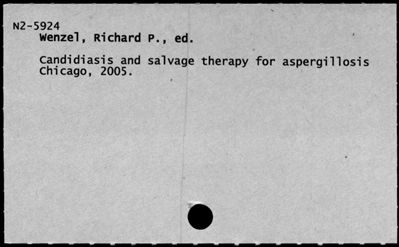 N2-5924
Wenzel, Richard P., ed.
Candidiasis and salvage therapy for aspergillosis
Chicago, 2005.